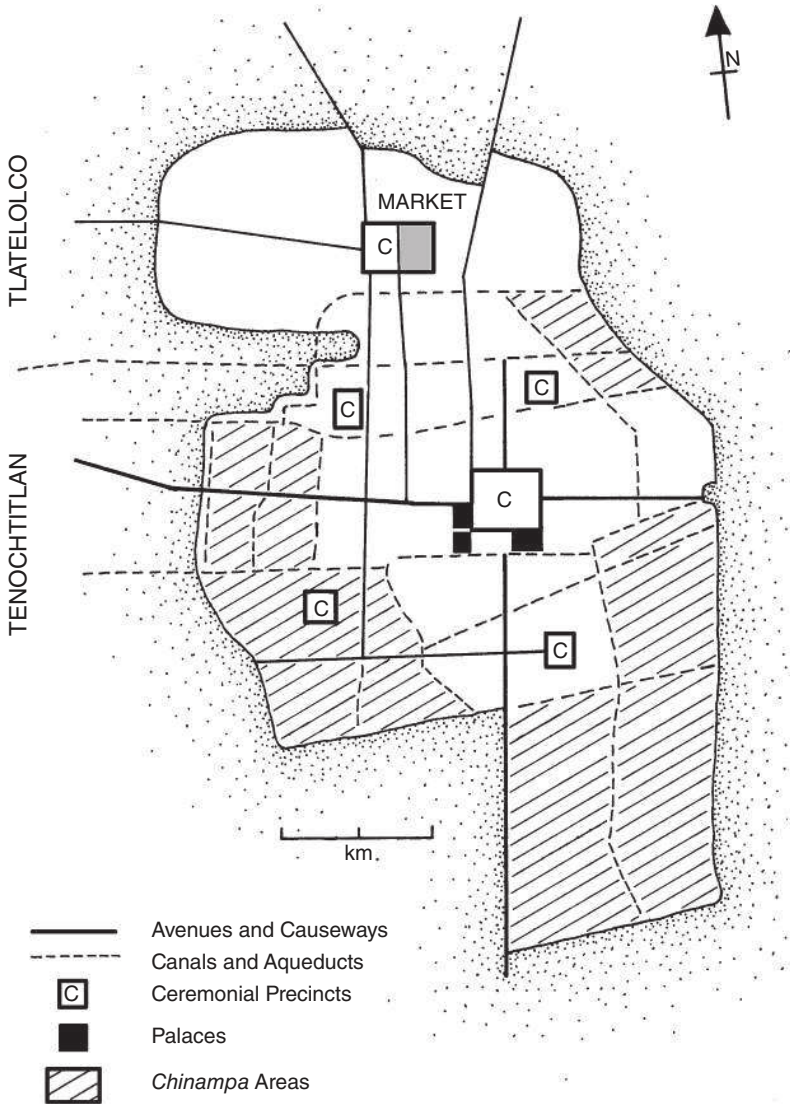 N
TLATELOLCO
MARKET
C
C
C
C
TENOCHTITLAN
C
C
km
Avenues and Causeways
Canals and Aqueducts
C Ceremonial Precincts
Palaces
Chinampa Areas